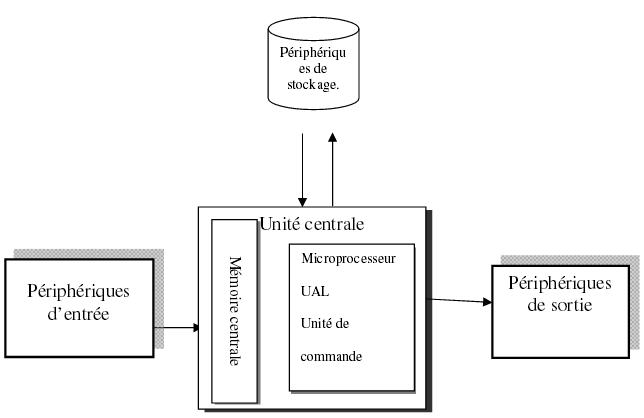 Périphériqu
es de
stockage.
Unité centrale
Mémoire centrale
Microprocesseur
UAL
Unité de
commande
Périphériques
d’entrée
Périphériques
de sortie